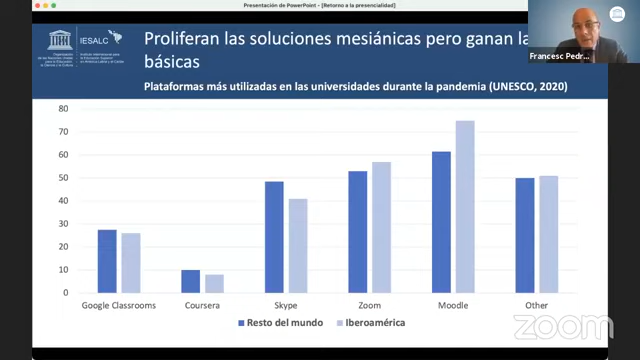 Presentación de PowerPoint - [Retorno a la presencialidad]
unesco
IESALC
Proliferan las soluciones mesiánicas pero ganan la
básicas
Plataformas más utilizadas en las universidades durante la pandemia (UNESCO, 2020)
Francesc Pedr...
80
70
60
50
40
30
20
10
0
Google Classrooms Coursera Skype Zoom Moodle Other
Resto del mundo Iberoamérica
zoom